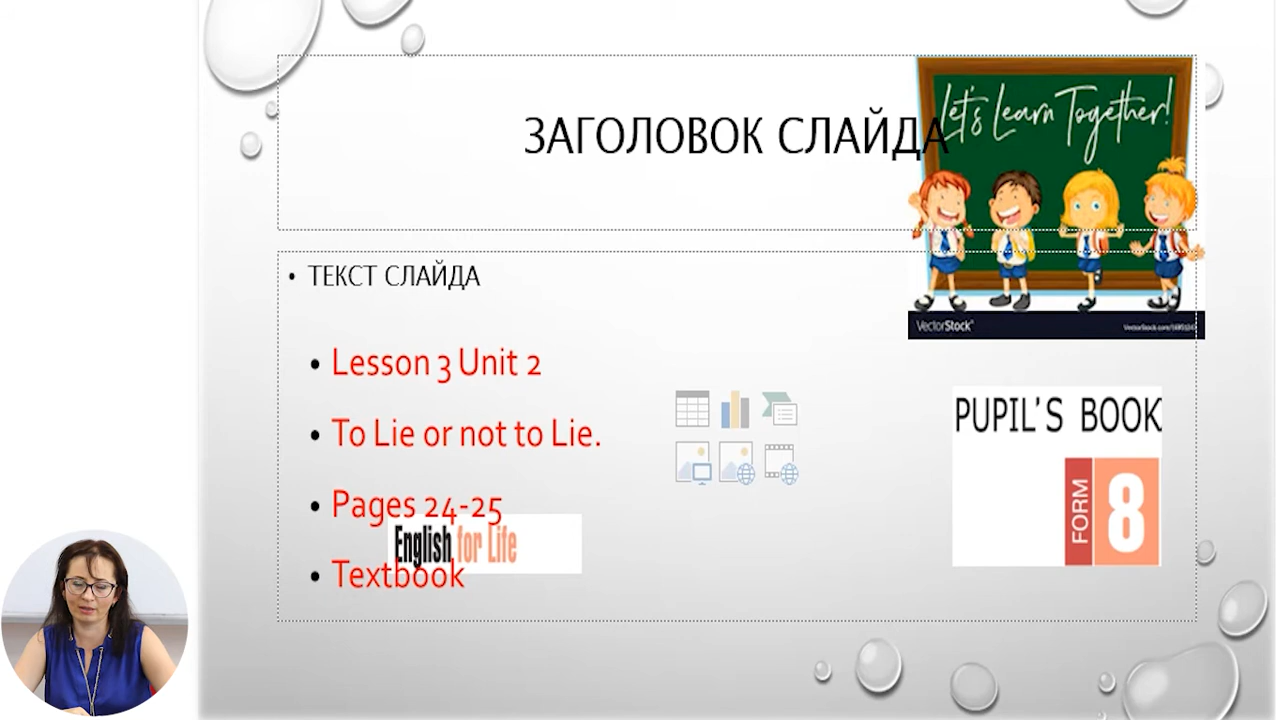 Let's Learn Together!
ЗАГОЛОВОК СЛАЙДА
• ТЕКСТ СЛАЙДА
VectorStock
• Lesson 3 Unit 2
• To Lie or not to Lie.
PUPIL'S BOOK
FORM 8
• Pages 24-25
English for Life
• Textbook